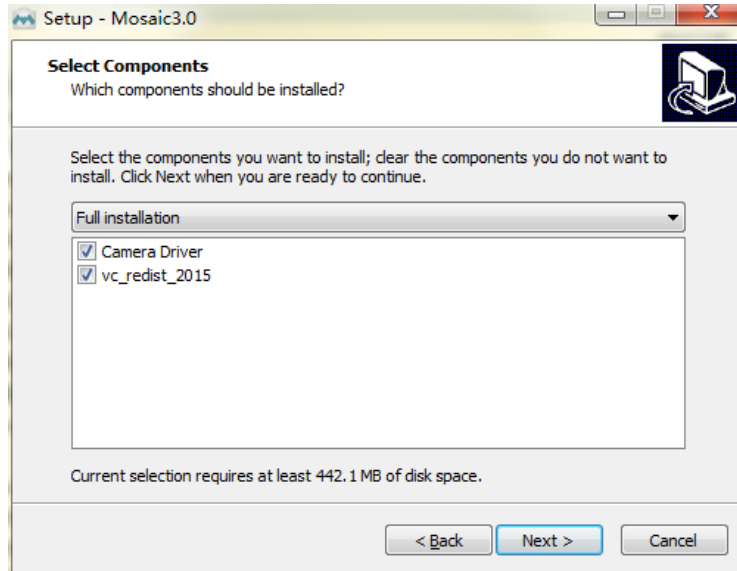 Setup - Mosaic3.0
Select Components
Which components should be installed?
Select the components you want to install; clear the components you do not want to
install. Click Next when you are ready to continue.
Full installation
Camera Driver
vc_redist_2015
Current selection requires at least 442.1 MB of disk space.
< Back
Next >
Cancel